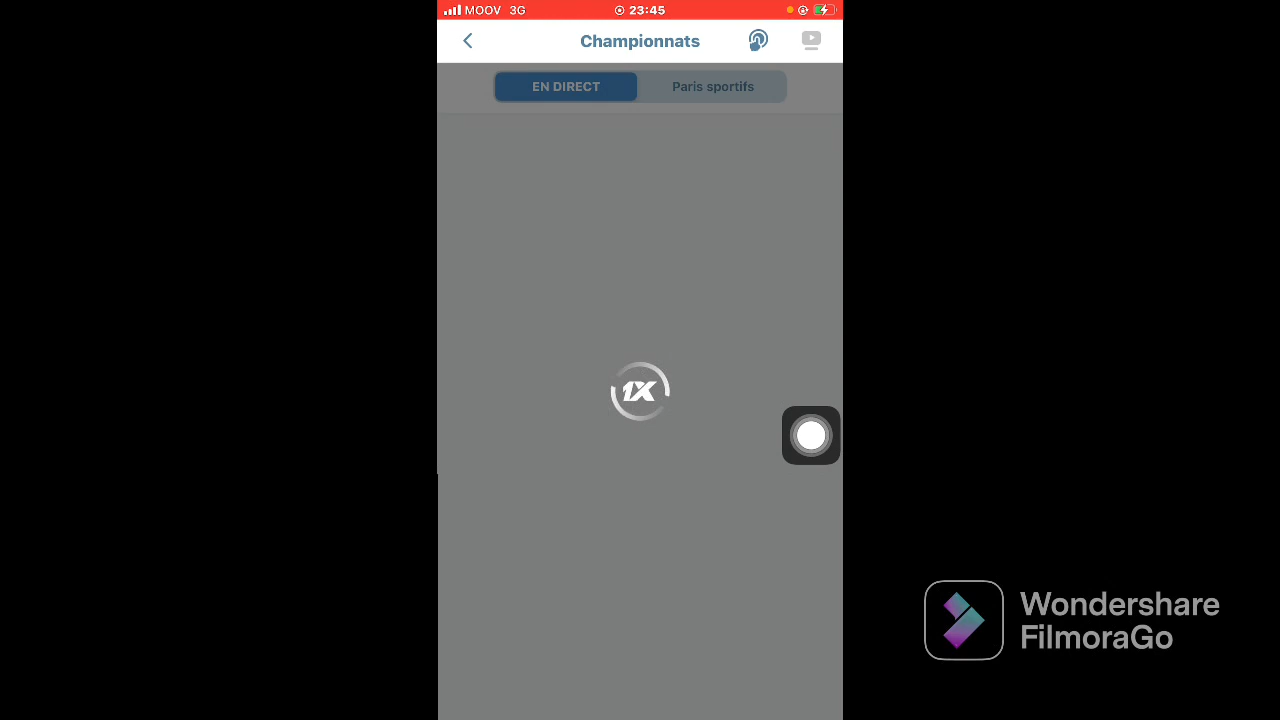 MOOV 3G 23:45
Championnats
EN DIRECT Paris sportifs
1X
Wondershare
FilmoraGo